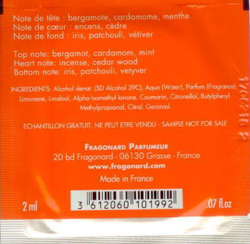 Note de tête : bergamote, cardamome, menthe
Note de cœur : encens, cèdre
Note de fond : iris, patchouli, vétiver
Top note: bergamot, cardamom, mint
Heart note: incense, cedar wood
Bottom note: iris, patchouli, vetyver
INGREDIENTS: Alcohol denat. (SD Alcohol 39C), Aqua (Water), Parfum (Fragrance),
Limonene, Linalool, Alpha-Isomethyl Ionone, Coumarin, Citronellol, Butylphenyl
Methylpropional, Citral, Geraniol.
ECHANTILLON GRATUIT, NE PEUT ETRE VENDU - SAMPLE NOT FOR SALE
FRAGONARD PARFUMEUR
20 bd Fragonard - 06130 Grasse - France
www.fragonard.com
Made in France
2 ml
3 612060 101992
.07 fl.oz